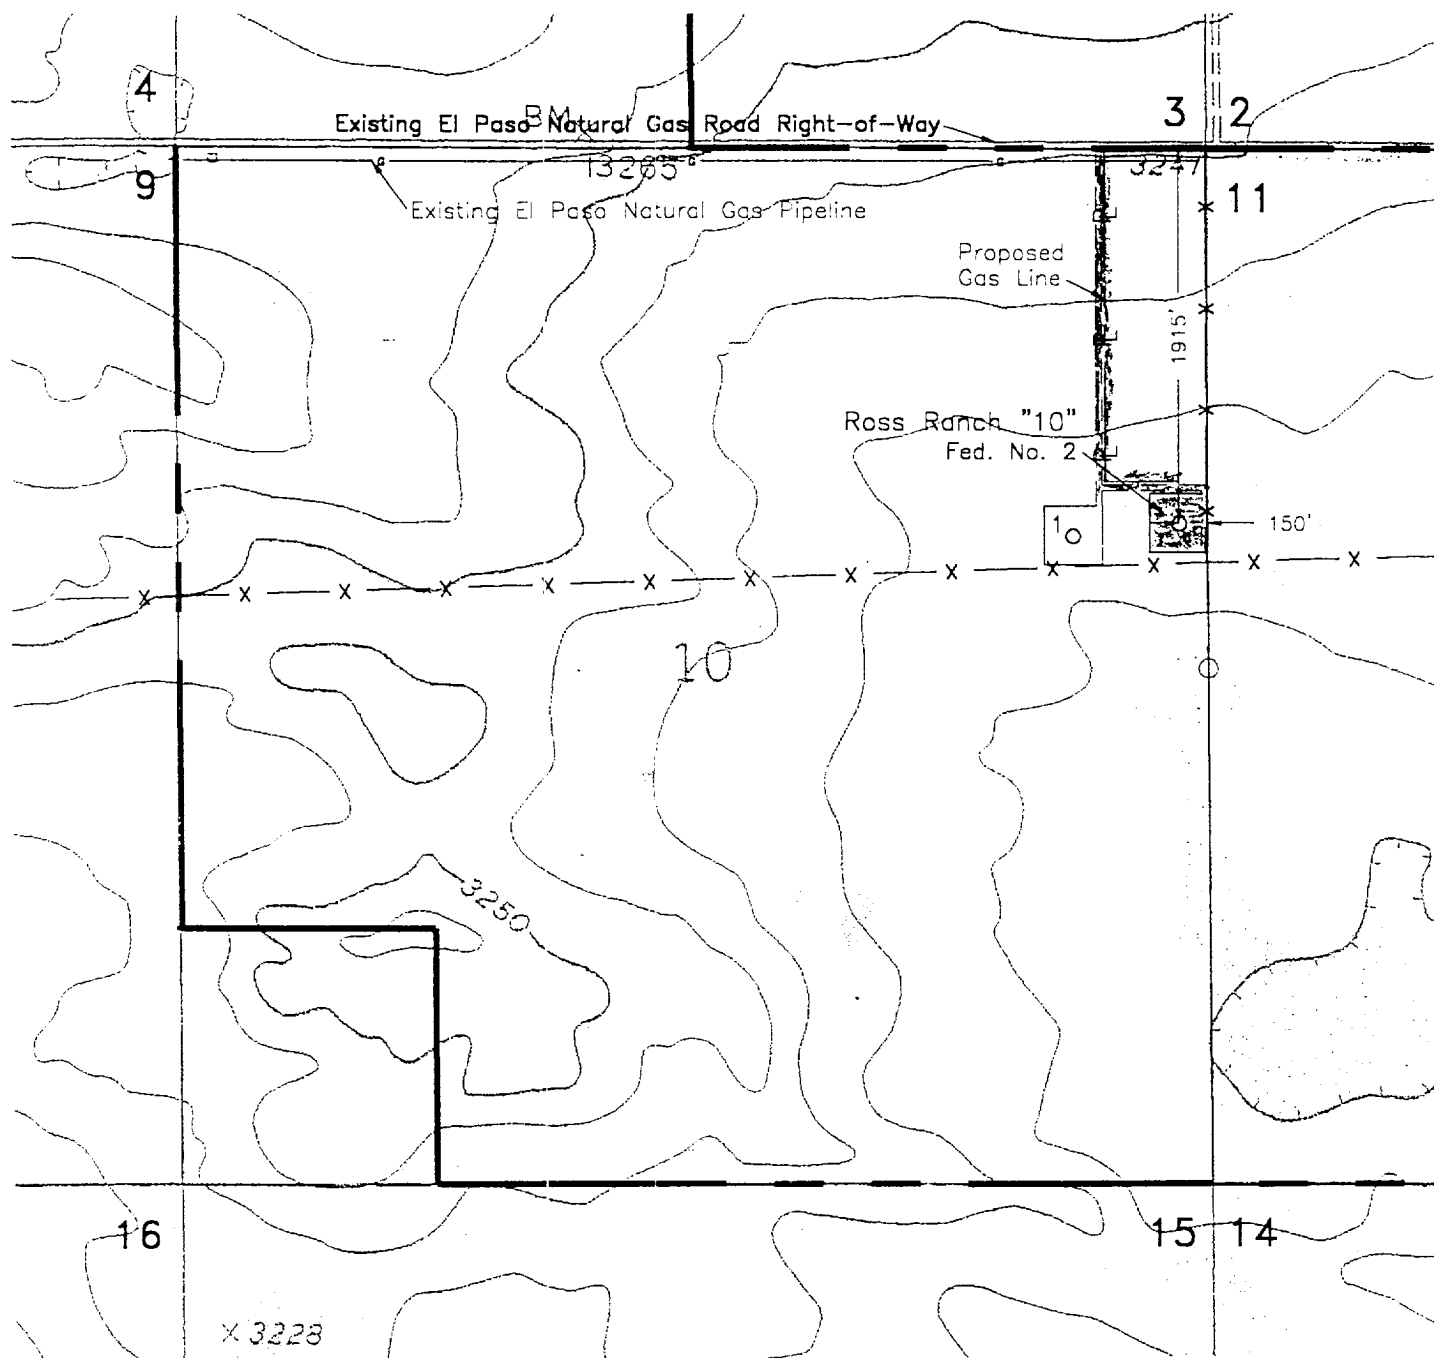 4
3
2
BM
Existing El Paso Natural Gas Road Right-of-Way
9
3265
3247
11
Existing El Paso Natural Gas Pipeline
Proposed
Gas Line
1915'
Ross Ranch "10"
Fed. No. 2
1
150'
10
3250
16
15
14
X 3228